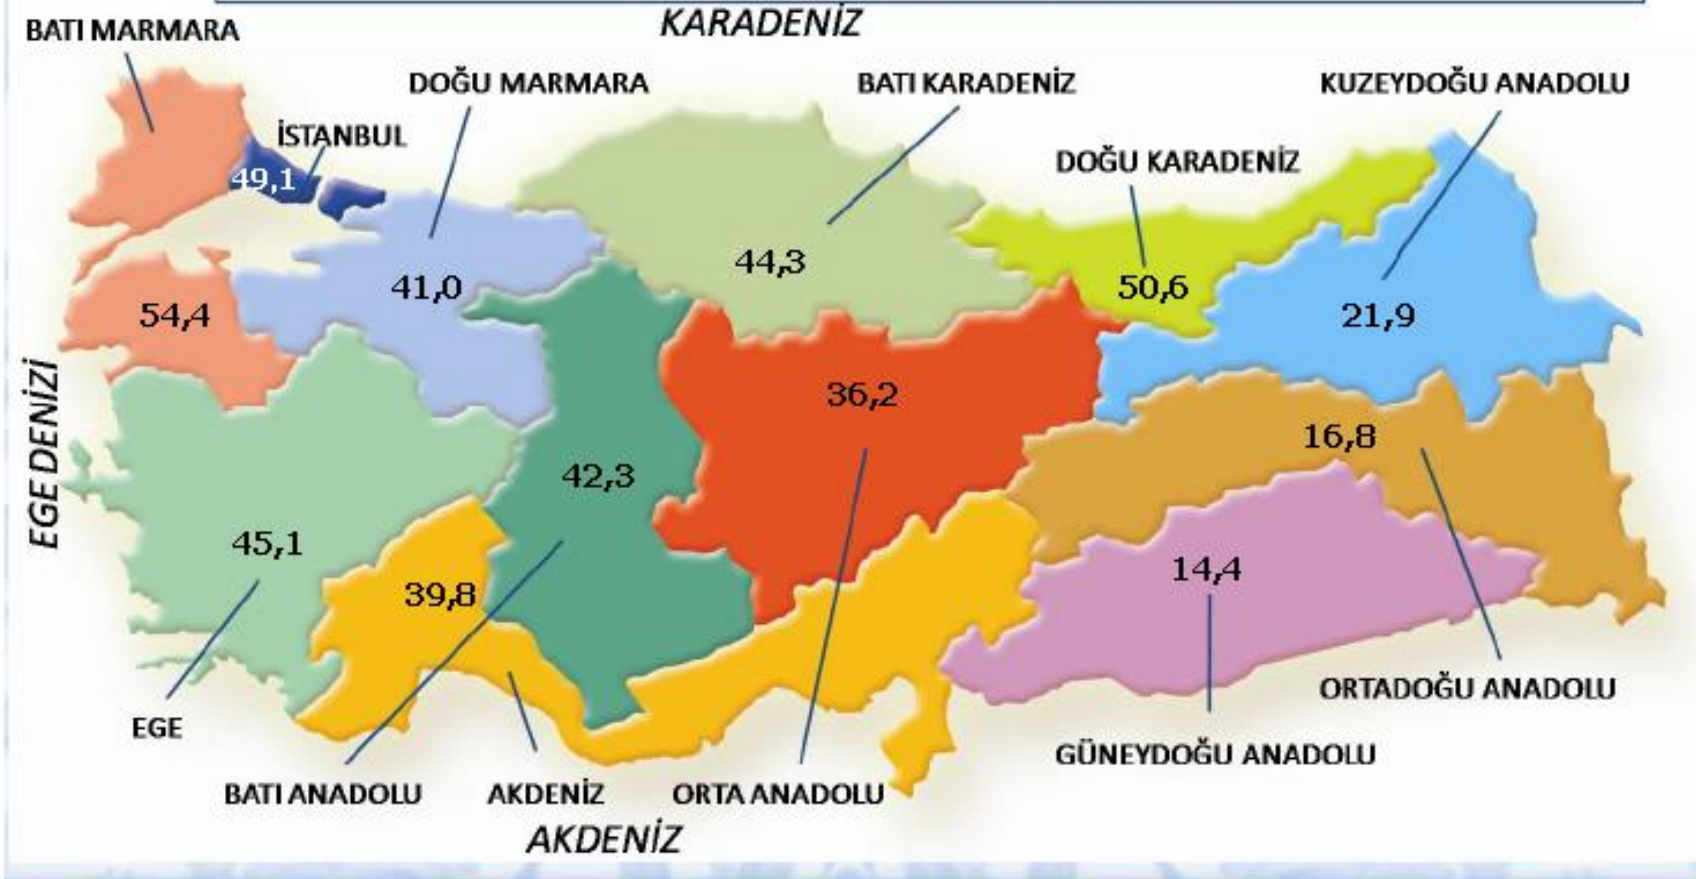 KARADENİZ
BATI MARMARA
DOĞU MARMARA
BATI KARADENİZ
KUZEYDOĞU ANADOLU
İSTANBUL
DOĞU KARADENİZ
49,1
44,3
41,0
50,6
54,4
21,9
EGE DENİZİ
36,2
16,8
42,3
45,1
14,4
39,8
ORTADOĞU ANADOLU
EGE
GÜNEYDOĞU ANADOLU
BATI ANADOLU
AKDENİZ
ORTA ANADOLU
AKDENİZ